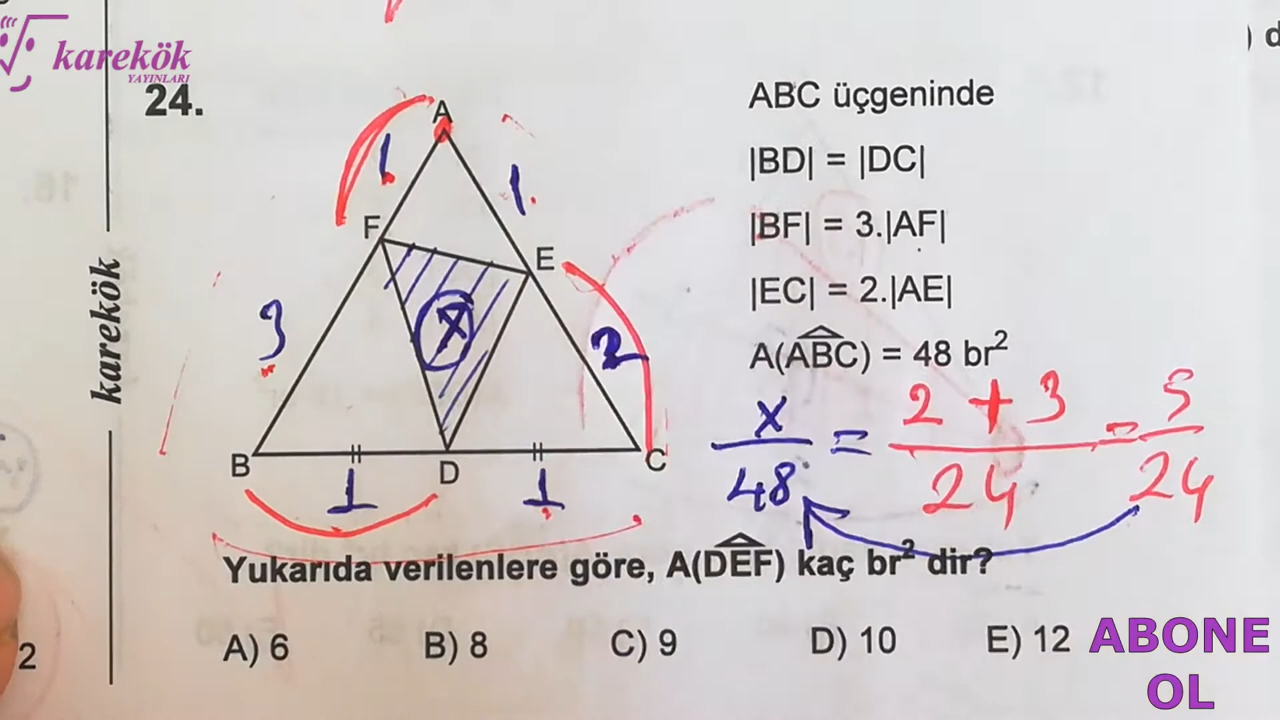 karekök
YAYINLARI
24.
ABC üçgeninde
|BD| = |DC|
|BF| = 3.|AF|
|EC| = 2.|AE|
A(ABC) = 48 br²
A
F
E
B
D
C
1
1.
3
2
1
1
X
x/48 = 2 + 3/24 = 5/24
Yukarıda verilenlere göre, A(DEF) kaç br² dir?
A) 6 B) 8 C) 9 D) 10 E) 12
karekök
2
ABONE
OL